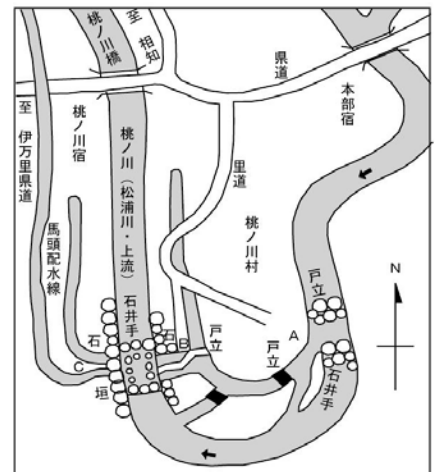 桃ノ川橋
至 相知
県道
本部宿
至 伊万里県道
桃ノ川宿
桃ノ川(松浦川・上流)
里道
桃ノ川村
馬頭配水線
石井手
戸立
N
石
石
B
戸立
戸立
A
C
垣
石井手